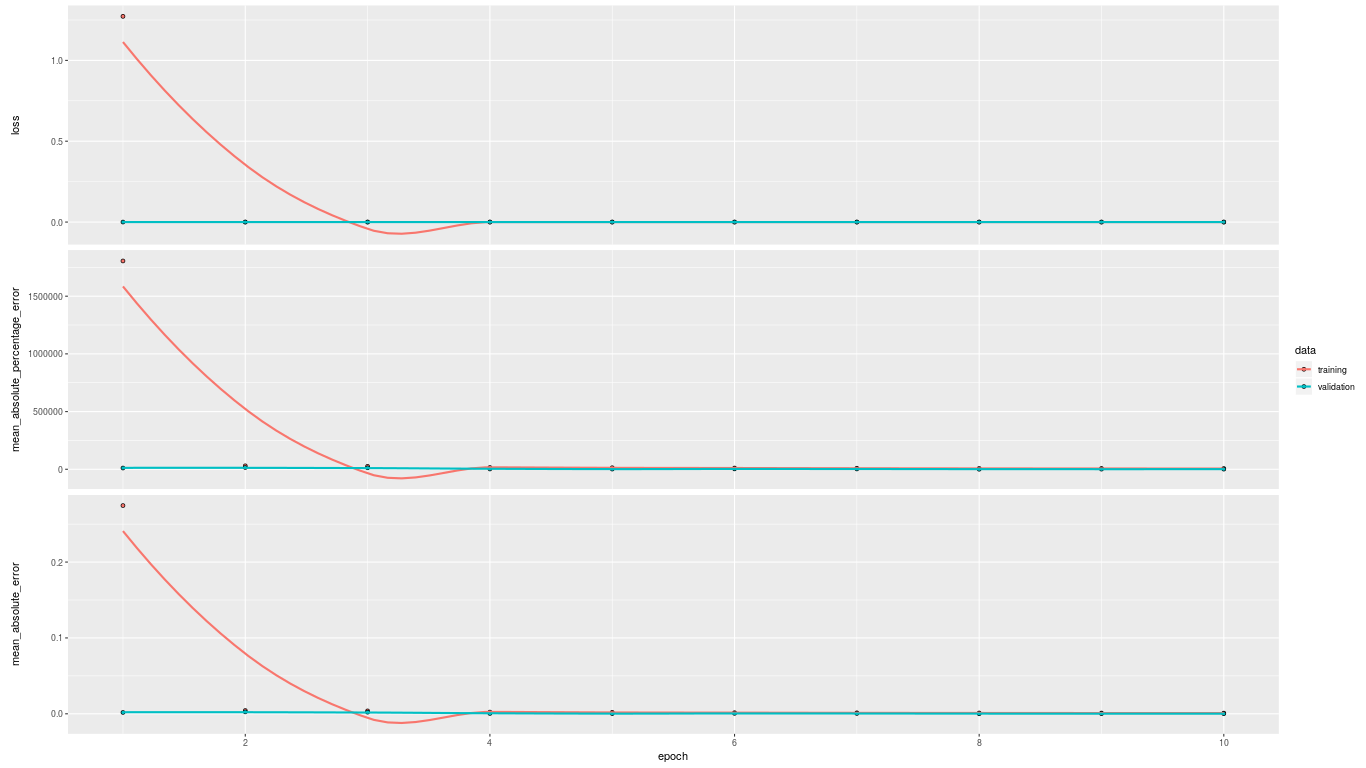 loss
1.0
0.5
0.0
mean_absolute_percentage_error
1500000
1000000
500000
0
mean_absolute_error
0.2
0.1
0.0
2
4
6
8
10
epoch
data
training
validation